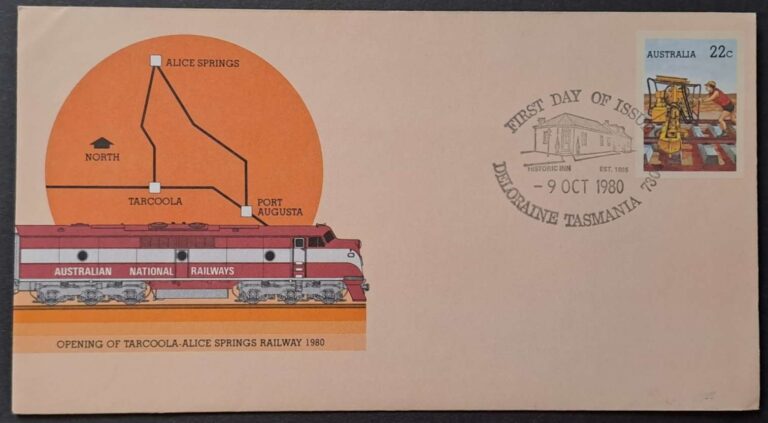 ALICE SPRINGS
NORTH
TARCOOLA
PORT
AUGUSTA
AUSTRALIAN NATIONAL RAILWAYS
OPENING OF TARCOOLA-ALICE SPRINGS RAILWAY 1980
AUSTRALIA 22c
FIRST DAY OF ISSUE
HISTORIC INN EST.
- 9 OCT 1980
DELORAINE TASMANIA